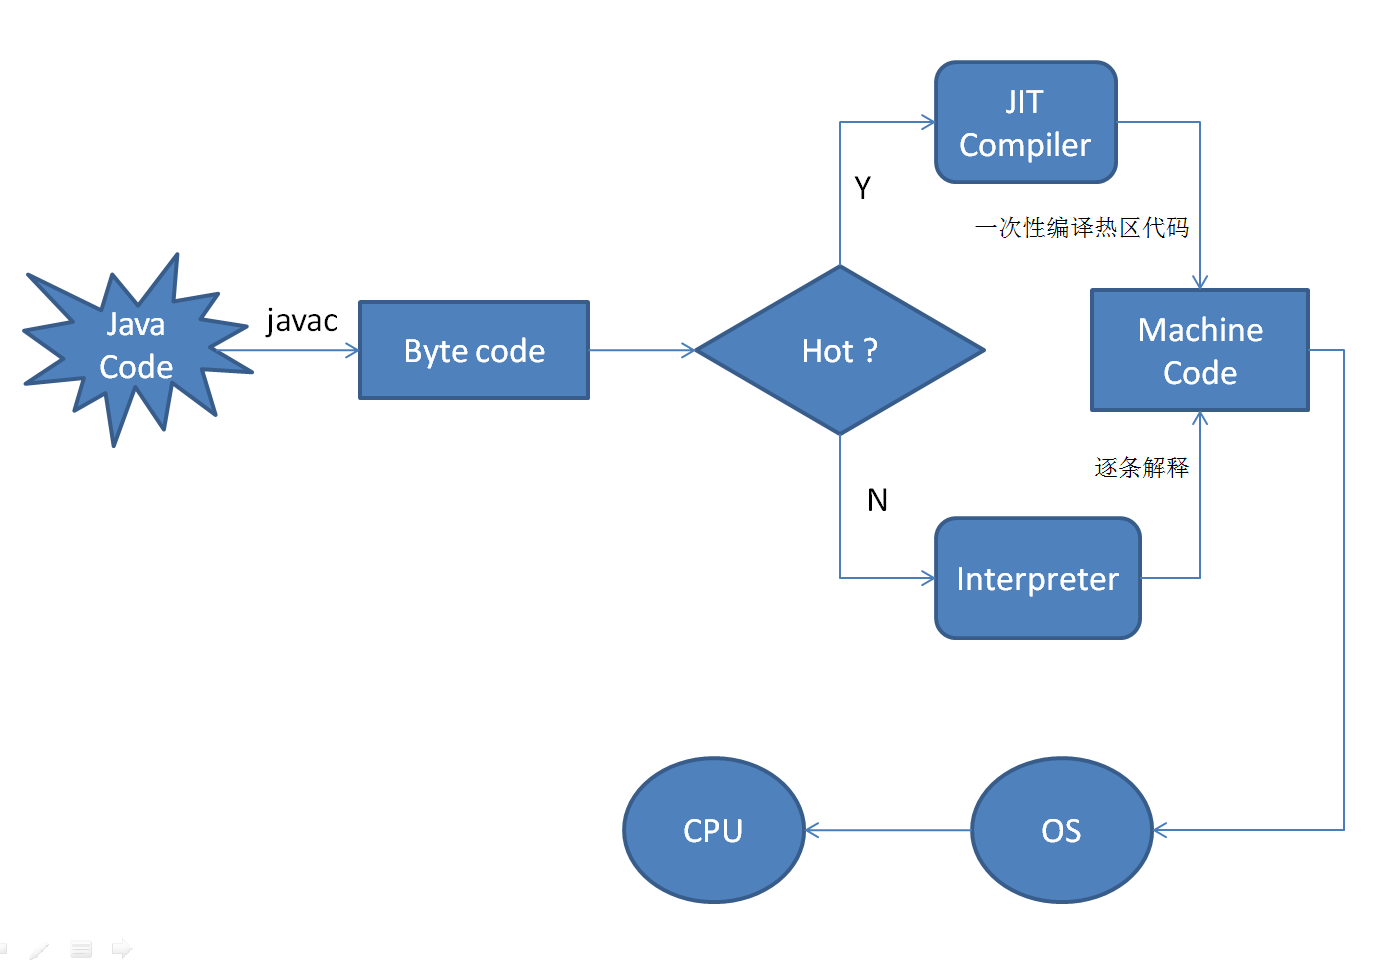 JIT
Compiler
Y
一次性编译热区代码
Java
Code
javac
Byte code
Hot ?
Machine
Code
逐条解释
N
Interpreter
CPU
OS